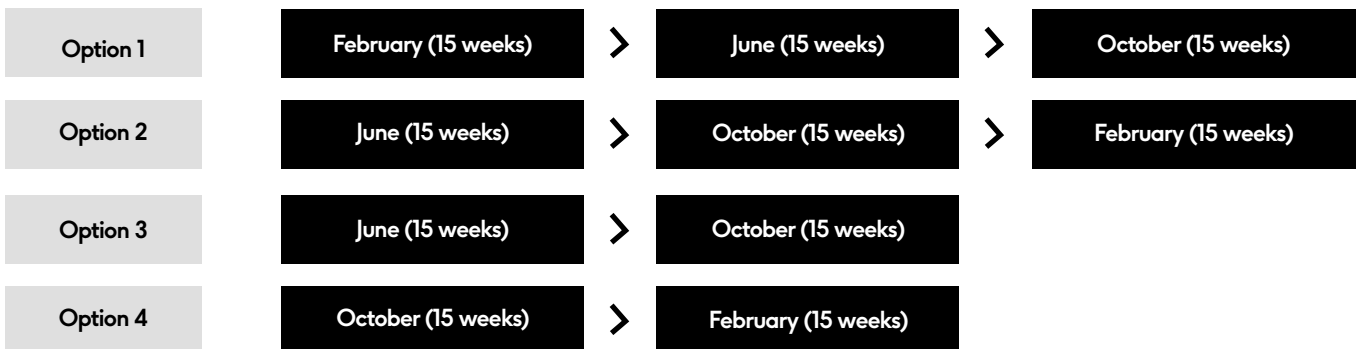 Option 1
February (15 weeks)
June (15 weeks)
October (15 weeks)
Option 2
June (15 weeks)
October (15 weeks)
February (15 weeks)
Option 3
June (15 weeks)
October (15 weeks)
Option 4
October (15 weeks)
February (15 weeks)